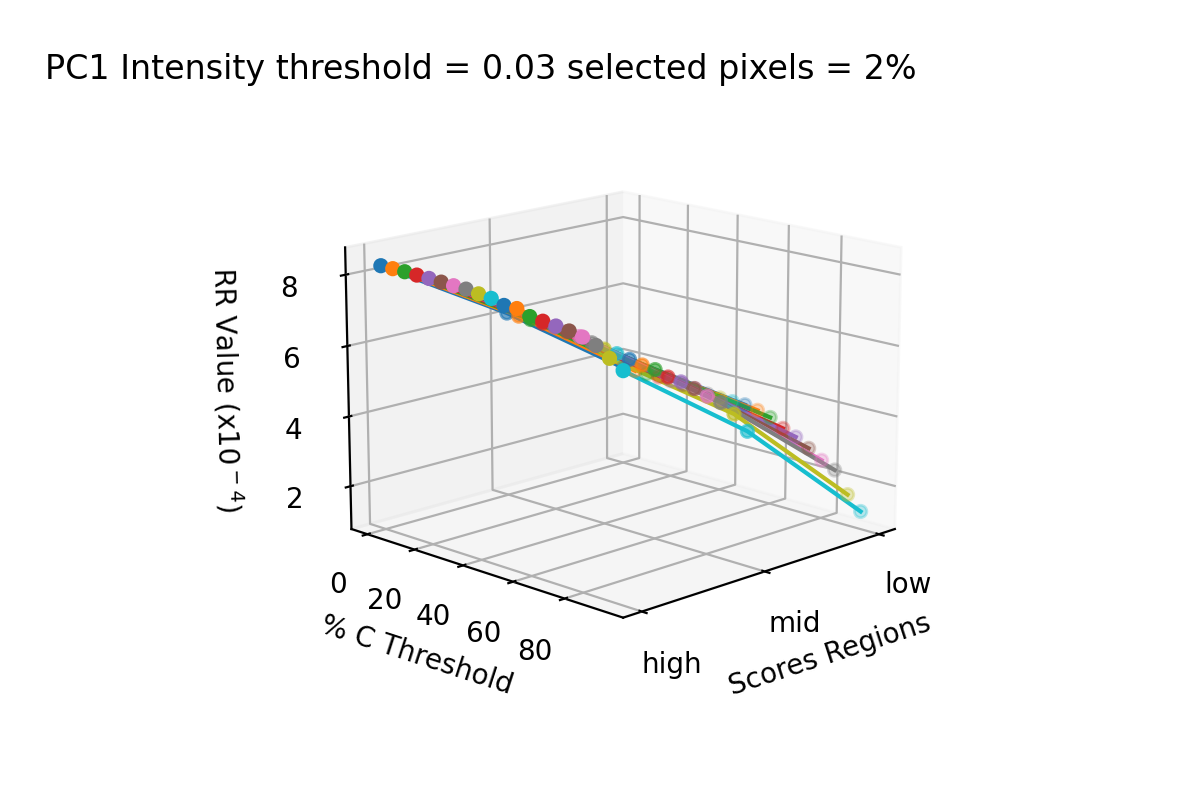 PC1 Intensity threshold = 0.03 selected pixels = 2%
RR Value (x10⁻⁴)
8
6
4
2
0
20
40
60
80
% C Threshold
high
mid
low
Scores Regions